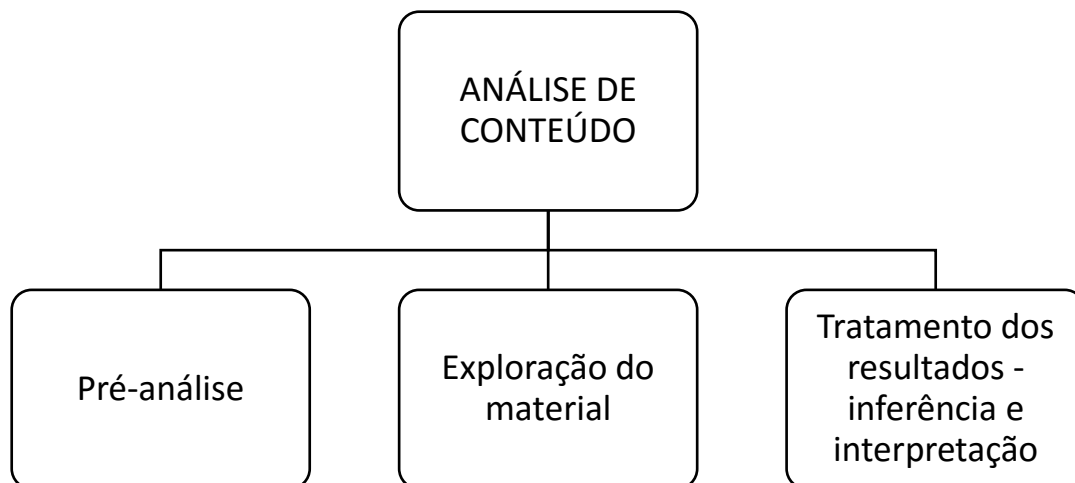 ANÁLISE DE
CONTEÚDO
Pré-análise
Exploração do
material
Tratamento dos
resultados -
inferência e
interpretação